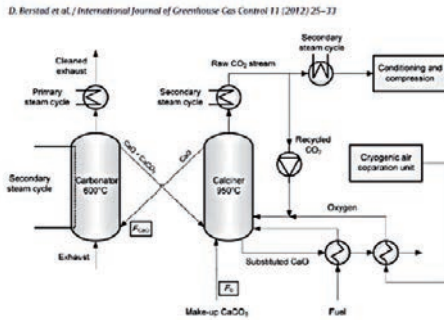 D. Berstad et al. / International Journal of Greenhouse Gas Control 11 (2012) 25–33
Cleaned
exhaust
Primary
steam cycle
Secondary
steam cycle
Raw CO2 stream
Secondary
steam cycle
Conditioning and
compression
Secondary
steam cycle
Carbonator
600°C
CaO + CaCO3
CaO
Calciner
950°C
Recycled
CO2
Cryogenic air
separation unit
Oxygen
FCaO
Substituted CaO
Exhaust
F0
Make-up CaCO3
Fuel